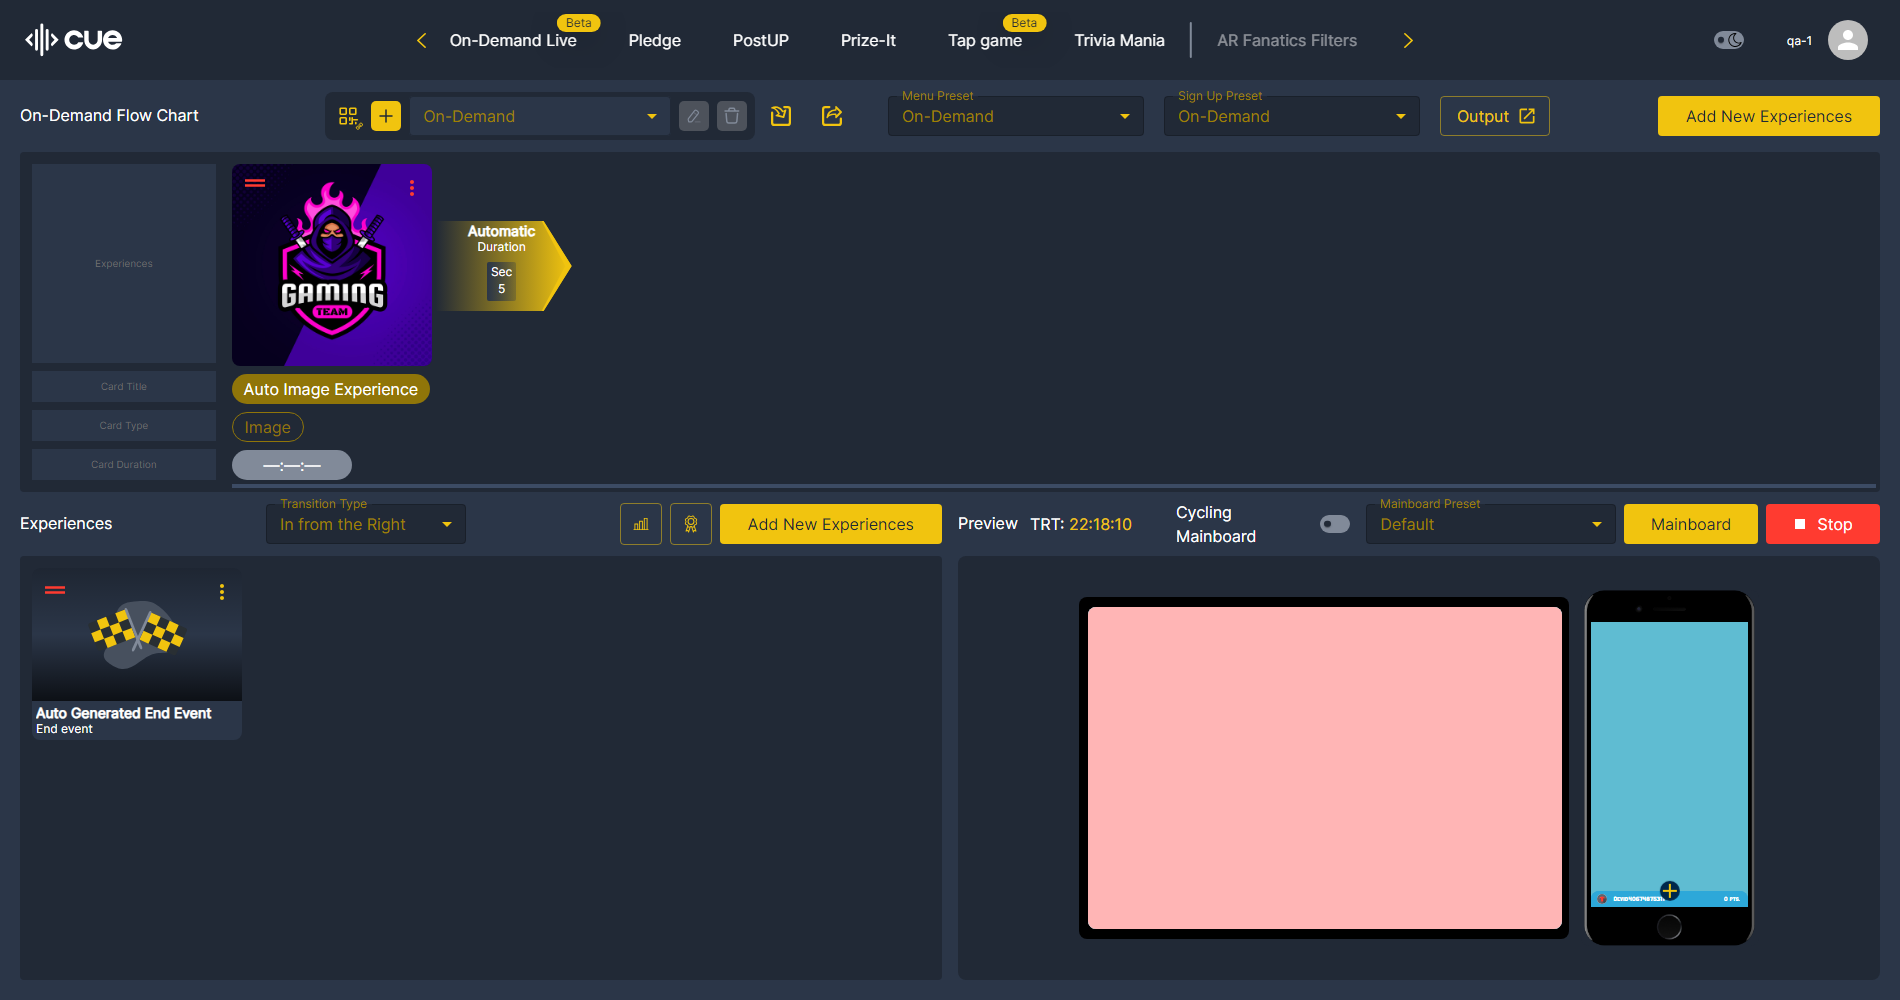 cue
On-Demand Live
Beta
Pledge
PostUP
Prize-It
Tap game
Beta
Trivia Mania
AR Fanatics Filters
qa-1
On-Demand Flow Chart
On-Demand
Menu Preset
On-Demand
Sign Up Preset
On-Demand
Output
Add New Experiences
Experiences
GAMING
TEAM
Automatic
Duration
Sec
5
Card Title
Auto Image Experience
Card Type
Image
Card Duration
—:—:—
Experiences
Transition Type
In from the Right
Add New Experiences
Preview
TRT: 22:18:10
Cycling
Mainboard
Mainboard Preset
Default
Mainboard
Stop
Auto Generated End Event
End event
0 PTS.